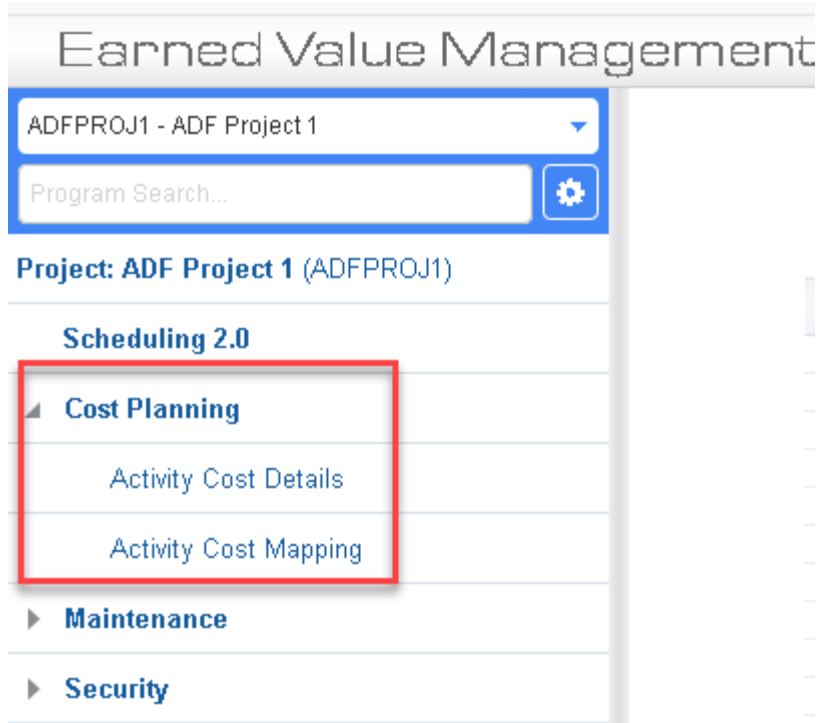 Earned Value Management
ADFPROJ1 - ADF Project 1
Program Search...
Project: ADF Project 1 (ADFPROJ1)
Scheduling 2.0
Cost Planning
Activity Cost Details
Activity Cost Mapping
Maintenance
Security